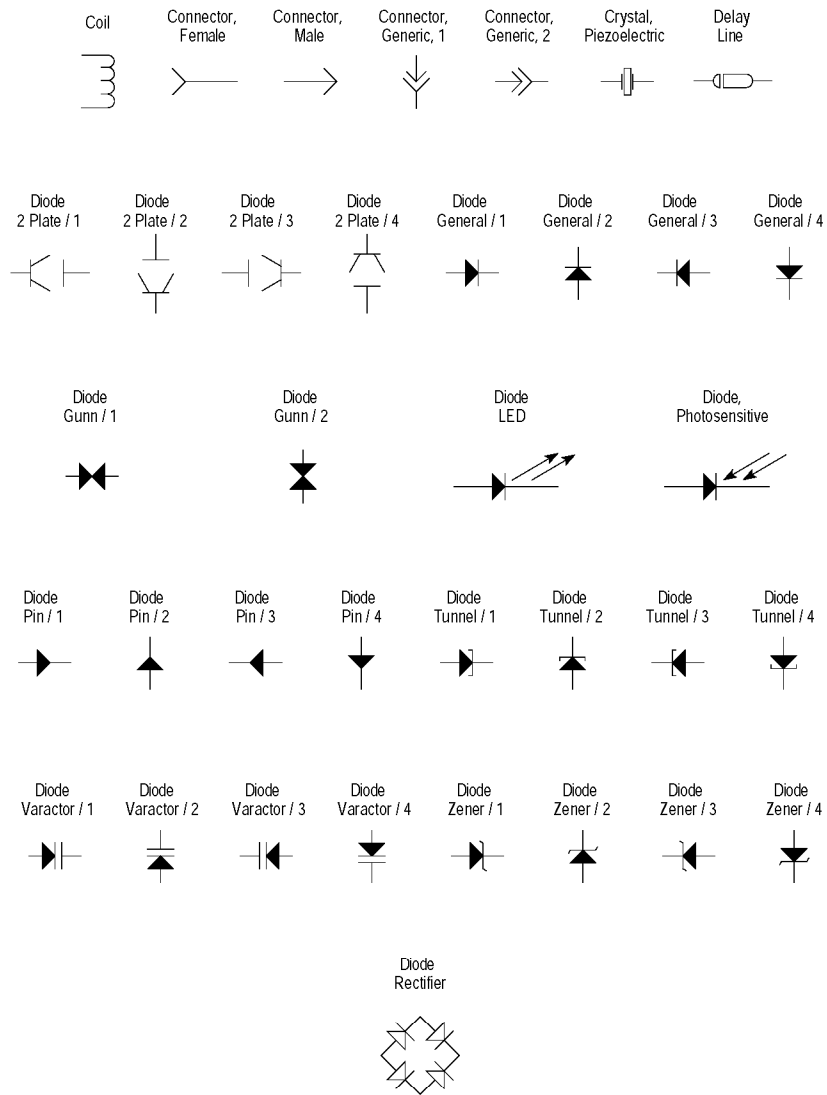 Coil
Connector,
Female
Connector,
Male
Connector,
Generic, 1
Connector,
Generic, 2
Crystal,
Piezoelectric
Delay
Line
Diode
2 Plate / 1
Diode
2 Plate / 2
Diode
2 Plate / 3
Diode
2 Plate / 4
Diode
General / 1
Diode
General / 2
Diode
General / 3
Diode
General / 4
Diode
Gunn / 1
Diode
Gunn / 2
Diode
LED
Diode,
Photosensitive
Diode
Pin / 1
Diode
Pin / 2
Diode
Pin / 3
Diode
Pin / 4
Diode
Tunnel / 1
Diode
Tunnel / 2
Diode
Tunnel / 3
Diode
Tunnel / 4
Diode
Varactor / 1
Diode
Varactor / 2
Diode
Varactor / 3
Diode
Varactor / 4
Diode
Zener / 1
Diode
Zener / 2
Diode
Zener / 3
Diode
Zener / 4
Diode
Rectifier